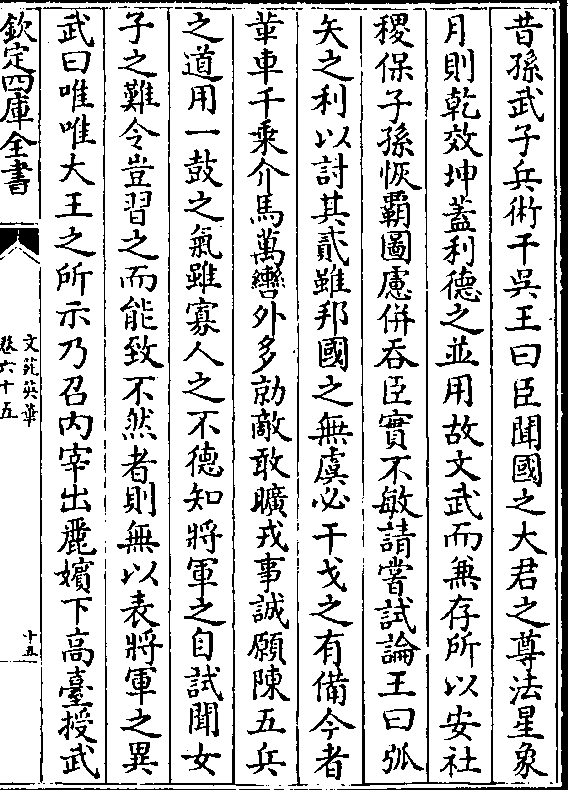 昔孫武子兵術干吳王曰臣聞國之大君之尊法星象
月則乾效坤蓋利德之並用故文武而兼存所以安社
稷保子孫恢霸圖慮併吞臣實不敏請嘗試論王曰弧
矢之利以討其貳雖邦國之無虞必干戈之有備今者
革車千乘介馬萬轡外多勍敵敢曠戎事誠願陳五兵
之道用一鼓之氣雖寡人之不德知將軍之自試聞女
子之難令豈習之而能致不然者則無以表將軍之異
武曰唯唯大王之所示乃召内宰出麗嬪下高臺授武
欽定四庫全書
文苑英華
卷六十五
十五